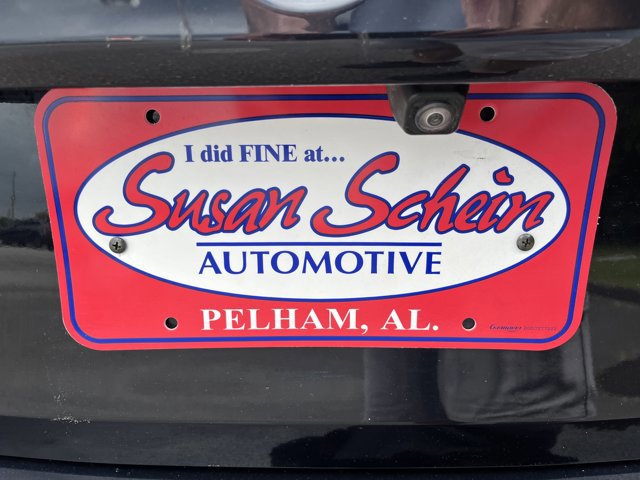 I did FINE at...
Susan Schein
AUTOMOTIVE
PELHAM, AL.